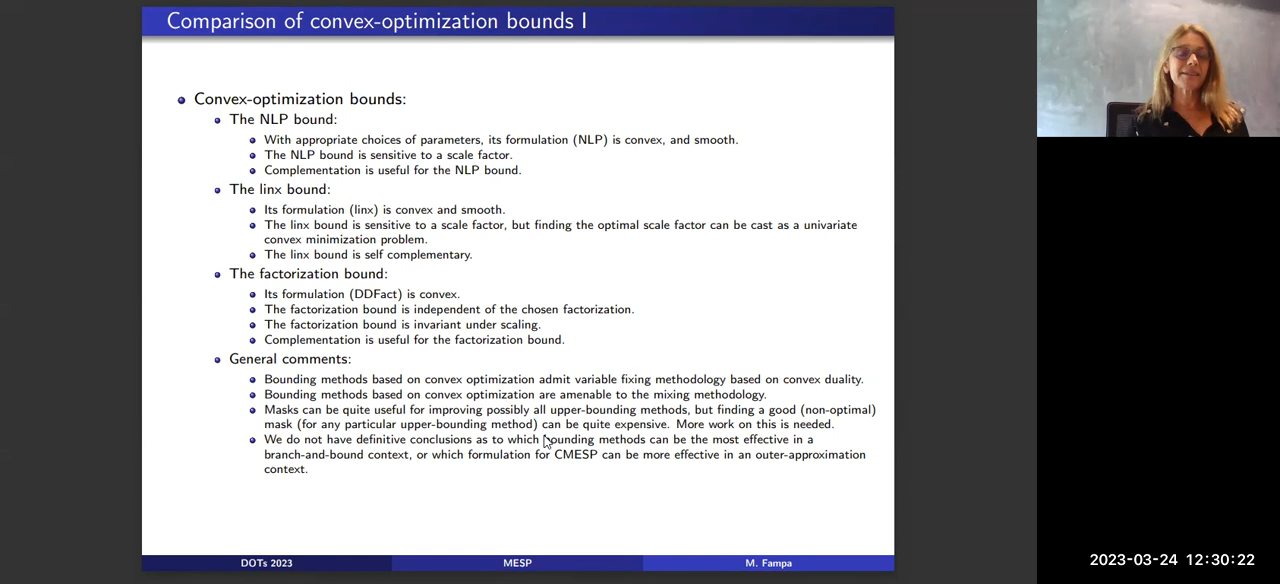 Comparison of convex-optimization bounds I
Convex-optimization bounds:
The NLP bound:
With appropriate choices of parameters, its formulation (NLP) is convex, and smooth.
The NLP bound is sensitive to a scale factor.
Complementation is useful for the NLP bound.
The linx bound:
Its formulation (linx) is convex and smooth.
The linx bound is sensitive to a scale factor, but finding the optimal scale factor can be cast as a univariate
convex minimization problem.
The linx bound is self complementary.
The factorization bound:
Its formulation (DDFact) is convex.
The factorization bound is independent of the chosen factorization.
The factorization bound is invariant under scaling.
Complementation is useful for the factorization bound.
General comments:
Bounding methods based on convex optimization admit variable fixing methodology based on convex duality.
Bounding methods based on convex optimization are amenable to the mixing methodology.
Masks can be quite useful for improving possibly all upper-bounding methods, but finding a good (non-optimal)
mask (for any particular upper-bounding method) can be quite expensive. More work on this is needed.
We do not have definitive conclusions as to which bounding methods can be the most effective in a
branch-and-bound context, or which formulation for CMESP can be more effective in an outer-approximation
context.
DOTs 2023
MESP
M. Fampa
2023-03-24 12:30:22